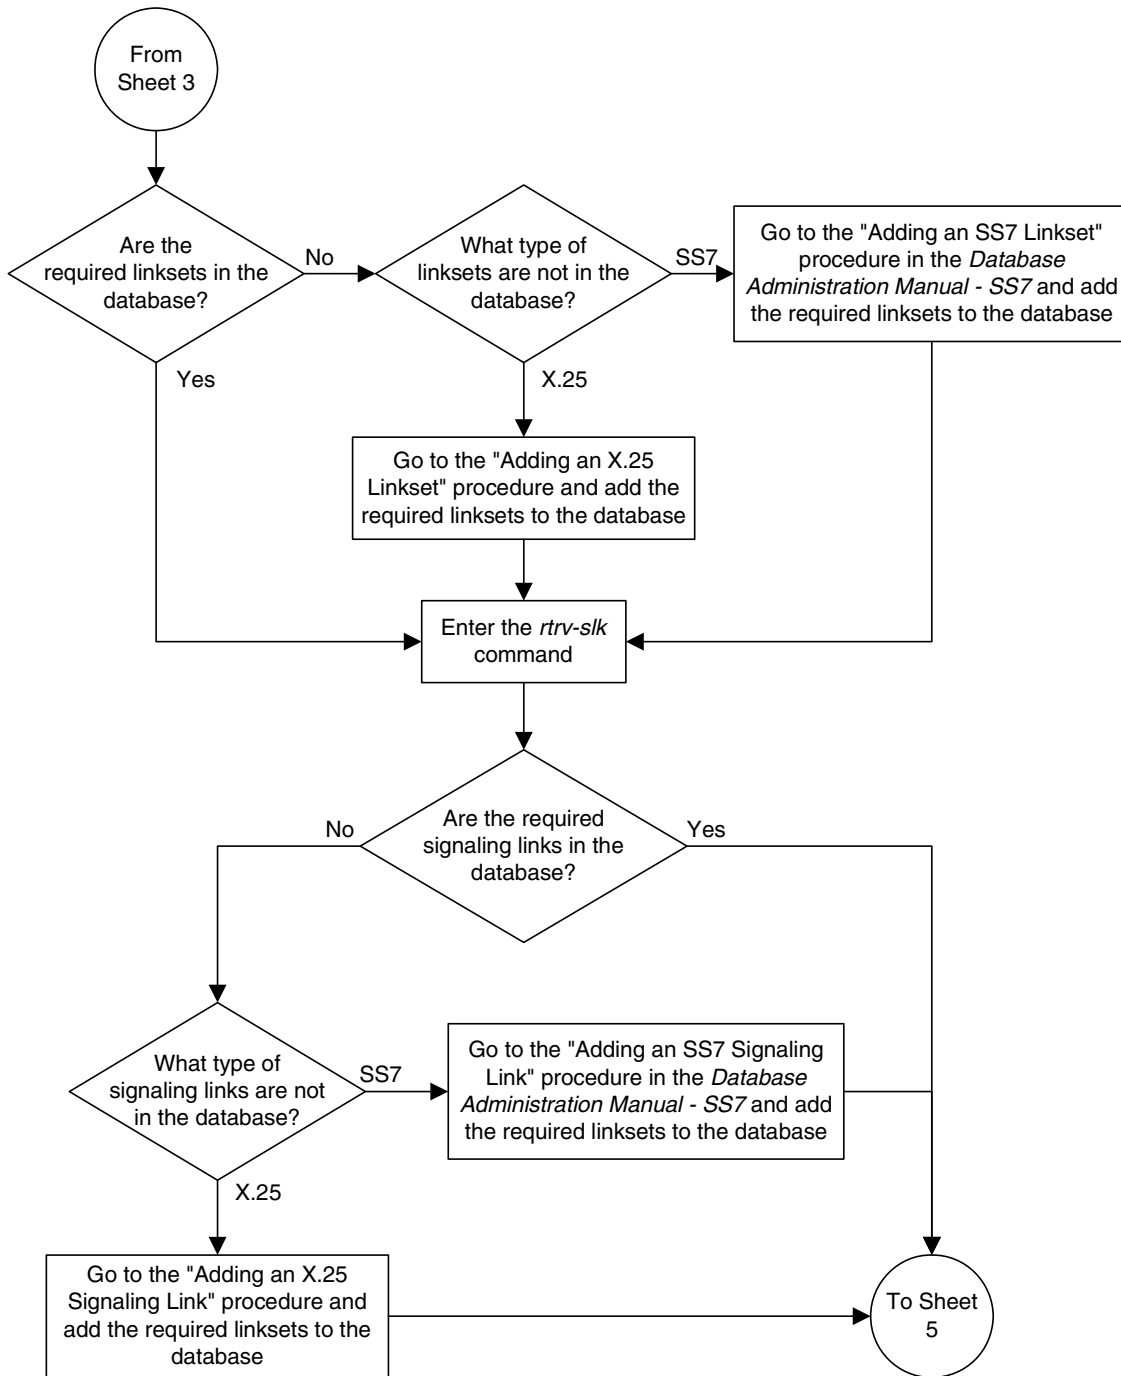 From
Sheet 3
Are the
required linksets in the
database?
No
Yes
What type of
linksets are not in the
database?
SS7
X.25
Go to the "Adding an SS7 Linkset"
procedure in the Database
Administration Manual - SS7 and add
the required linksets to the database
Go to the "Adding an X.25
Linkset" procedure and add the
required linksets to the database
Enter the rtrv-slk
command
Are the required
signaling links in the
database?
No
Yes
What type of
signaling links are not
in the database?
SS7
X.25
Go to the "Adding an SS7 Signaling
Link" procedure in the Database
Administration Manual - SS7 and add
the required linksets to the database
Go to the "Adding an X.25
Signaling Link" procedure and
add the required linksets to the
database
To Sheet
5